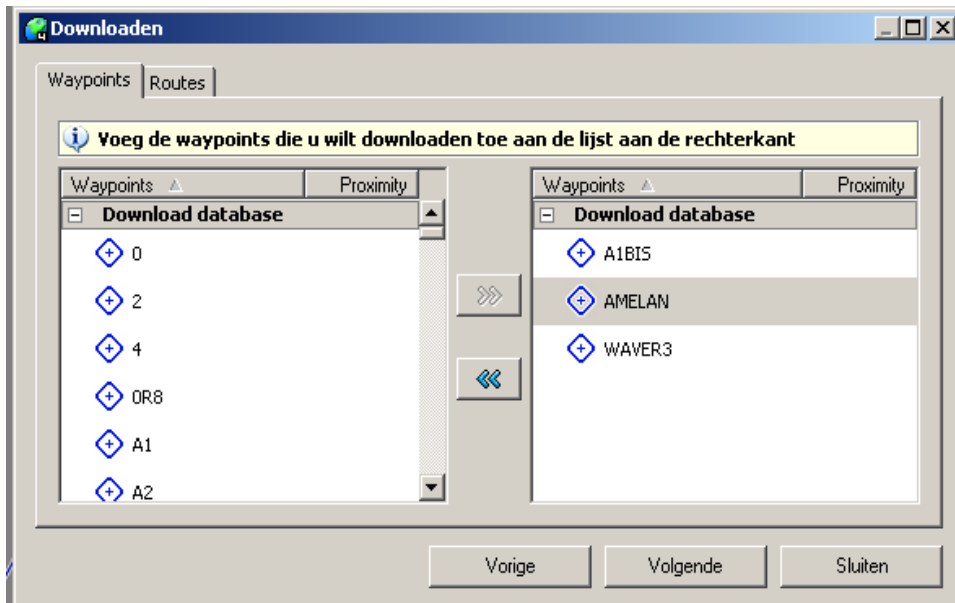 Downloaden
Waypoints Routes
Voeg de waypoints die u wilt downloaden toe aan de lijst aan de rechterkant
Waypoints Proximity
Download database
0
2
4
0R8
A1
A2
Waypoints Proximity
Download database
A1BIS
AMELAN
WAVER3
Vorige Volgende Sluiten